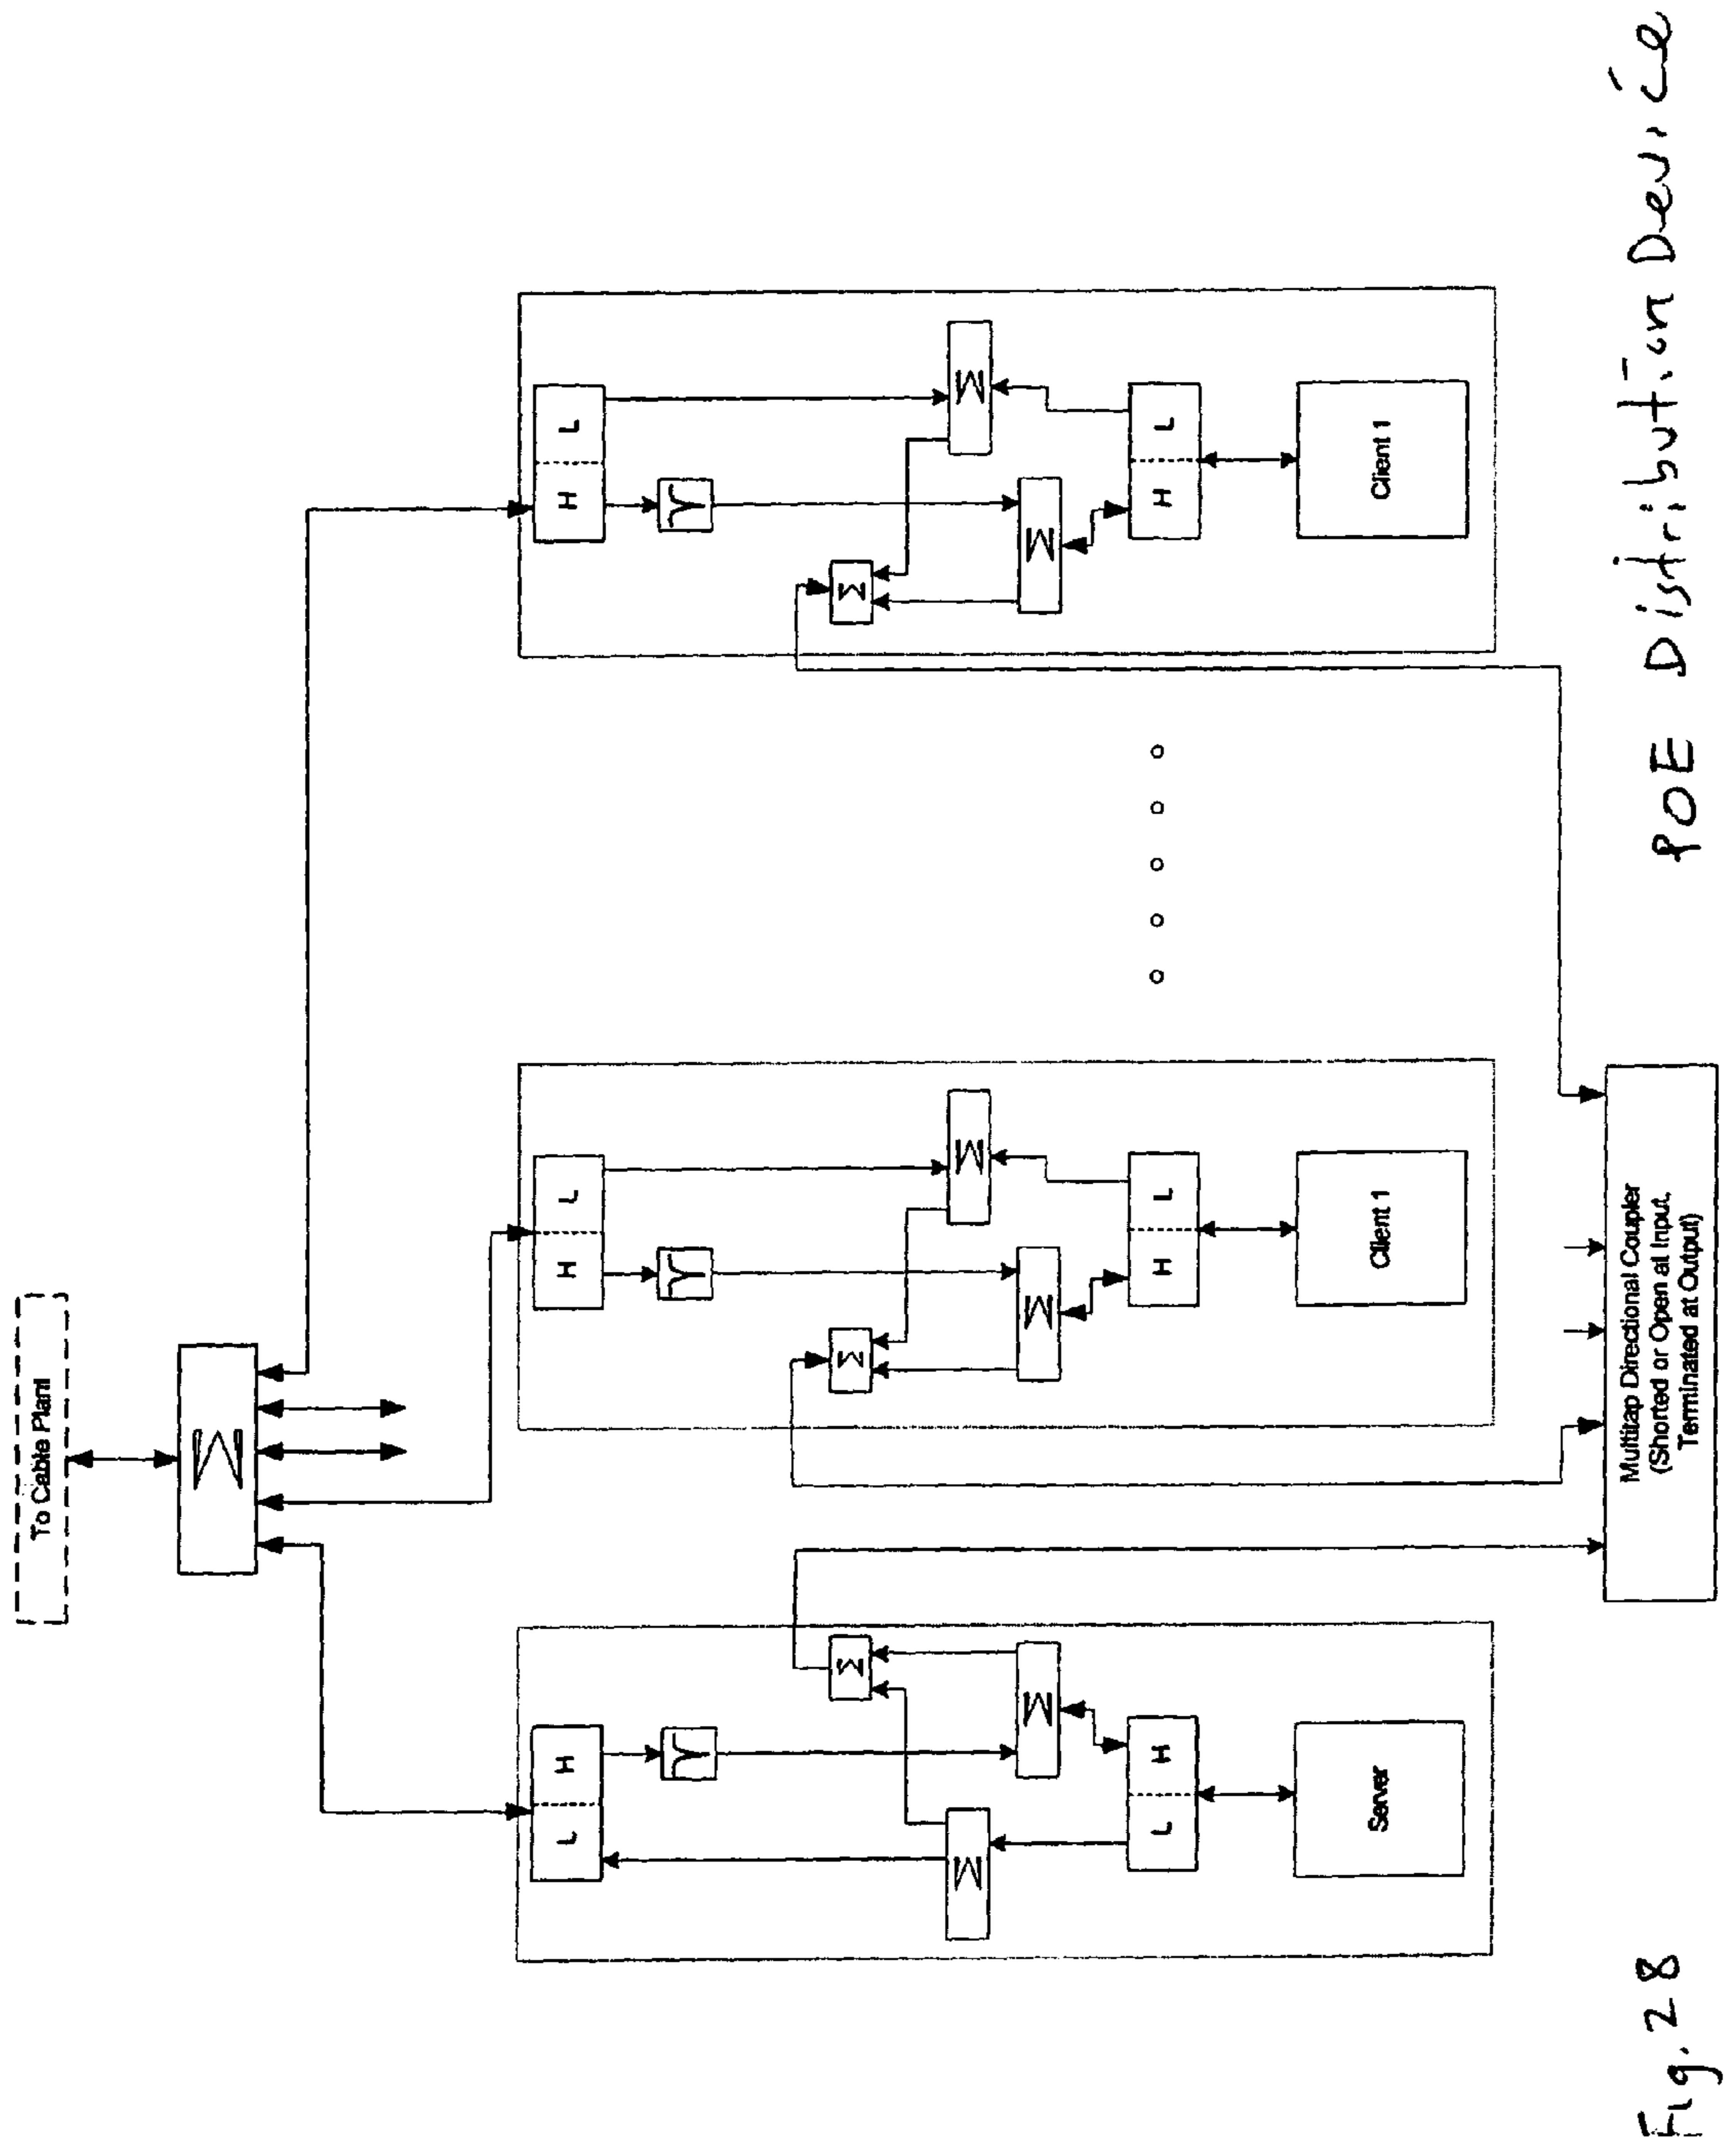 To Cable Plant
Σ
L H
Σ
Σ
Σ
L H
Server
H L
Σ
Σ
Σ
H L
Client 1
H L
Σ
Σ
Σ
H L
Client 1
Multitap Directional Coupler
(Shorted or Open at Input,
Terminated at Output)
Fig. 28
POE Distribution Device